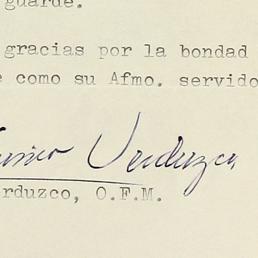 guarde.
gracias por la bondad
e como su Afmo. servido
Verduzco
rduzco, O.F.M.